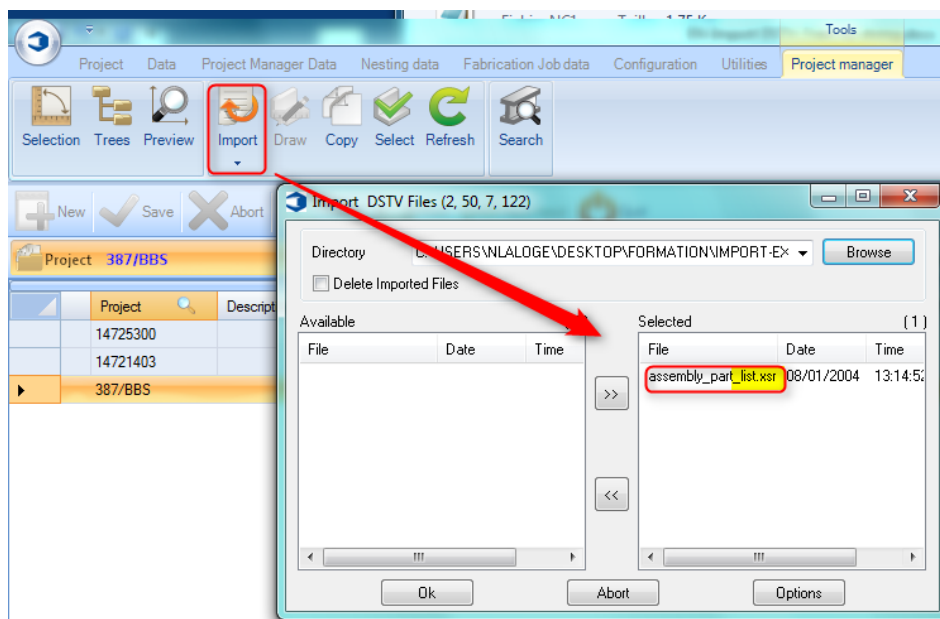 Tools
Project Data Project Manager Data Nesting data Fabrication Job data Configuration Utilities Project manager
Selection Trees Preview Import Draw Copy Select Refresh Search
New Save Abort
Import DSTV Files (2, 50, 7, 122)
Project 387/BBS
Directory USERS\NLALOGE\DESKTOP\FORMATION\IMPORT-EX Browse
Delete Imported Files
Project Descript
14725300
14721403
387/BBS
Available Selected (1)
File Date Time File Date Time
assembly_part_list.xsr 08/01/2004 13:14:52
>>
<<
Ok Abort Options